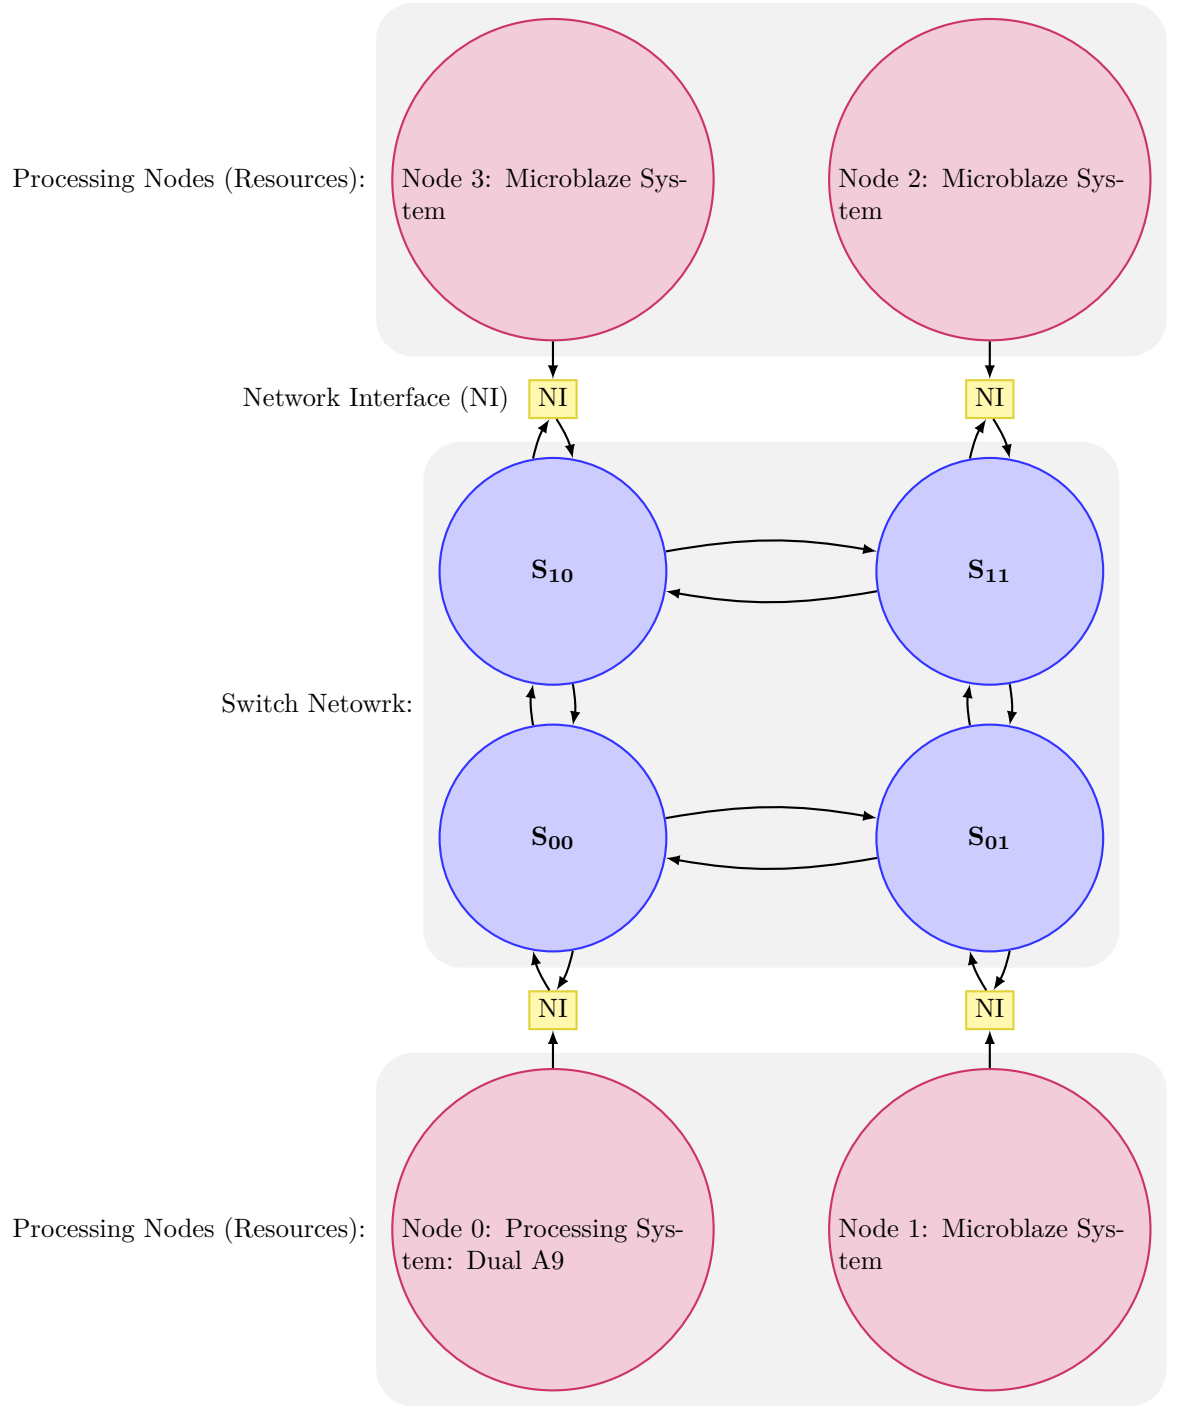 Processing Nodes (Resources):
Node 3: Microblaze Sys-
tem
Node 2: Microblaze Sys-
tem
Network Interface (NI)
NI
NI
S10
S11
Switch Netowrk:
S00
S01
NI
NI
Processing Nodes (Resources):
Node 0: Processing Sys-
tem: Dual A9
Node 1: Microblaze Sys-
tem